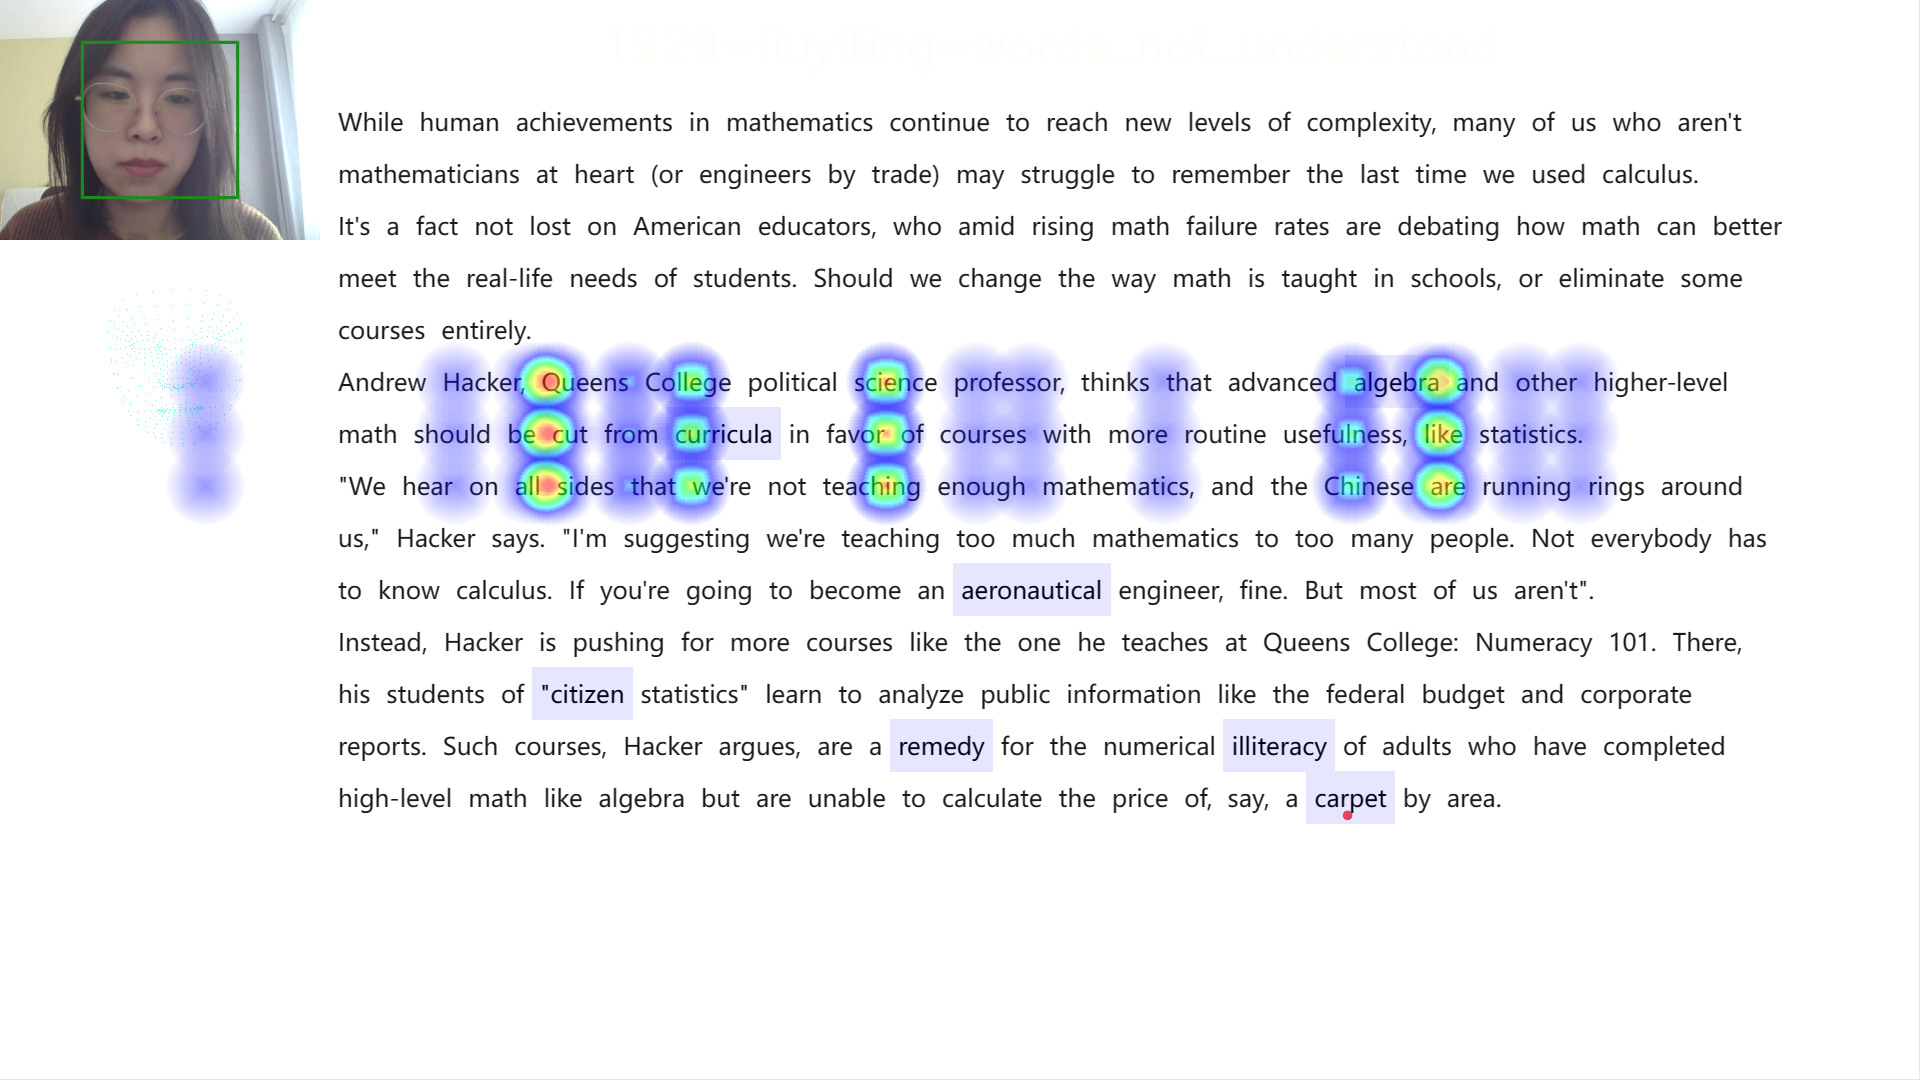 1929-liuyiting-words_not_understand
While human achievements in mathematics continue to reach new levels of complexity, many of us who aren't
mathematicians at heart (or engineers by trade) may struggle to remember the last time we used calculus.
It's a fact not lost on American educators, who amid rising math failure rates are debating how math can better
meet the real-life needs of students. Should we change the way math is taught in schools, or eliminate some
courses entirely.
Andrew Hacker, Queens College political science professor, thinks that advanced algebra and other higher-level
math should be cut from curricula in favor of courses with more routine usefulness, like statistics.
"We hear on all sides that we're not teaching enough mathematics, and the Chinese are running rings around
us," Hacker says. "I'm suggesting we're teaching too much mathematics to too many people. Not everybody has
to know calculus. If you're going to become an aeronautical engineer, fine. But most of us aren't".
Instead, Hacker is pushing for more courses like the one he teaches at Queens College: Numeracy 101. There,
his students of "citizen statistics" learn to analyze public information like the federal budget and corporate
reports. Such courses, Hacker argues, are a remedy for the numerical illiteracy of adults who have completed
high-level math like algebra but are unable to calculate the price of, say, a carpet by area.